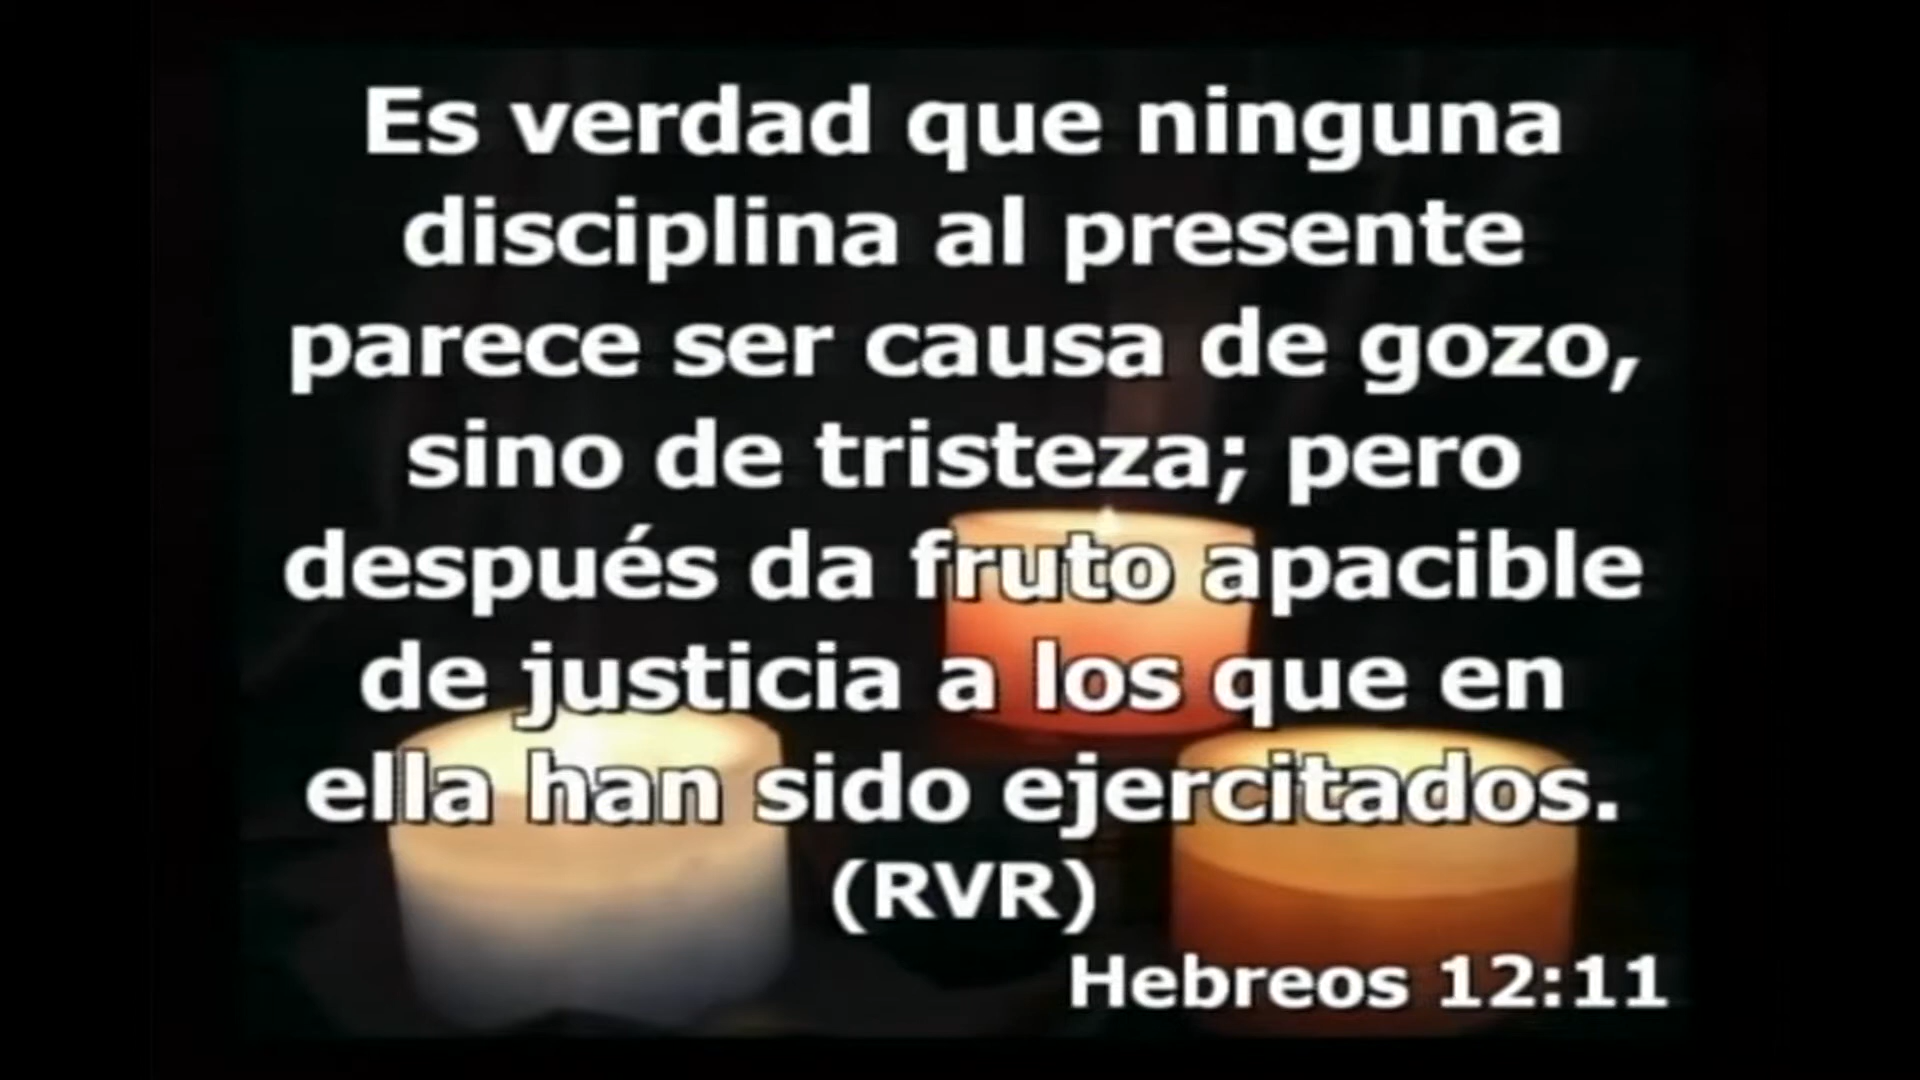 Es verdad que ninguna
disciplina al presente
parece ser causa de gozo,
sino de tristeza; pero
después da fruto apacible
de justicia a los que en
ella han sido ejercitados.
(RVR)
Hebreos 12:11